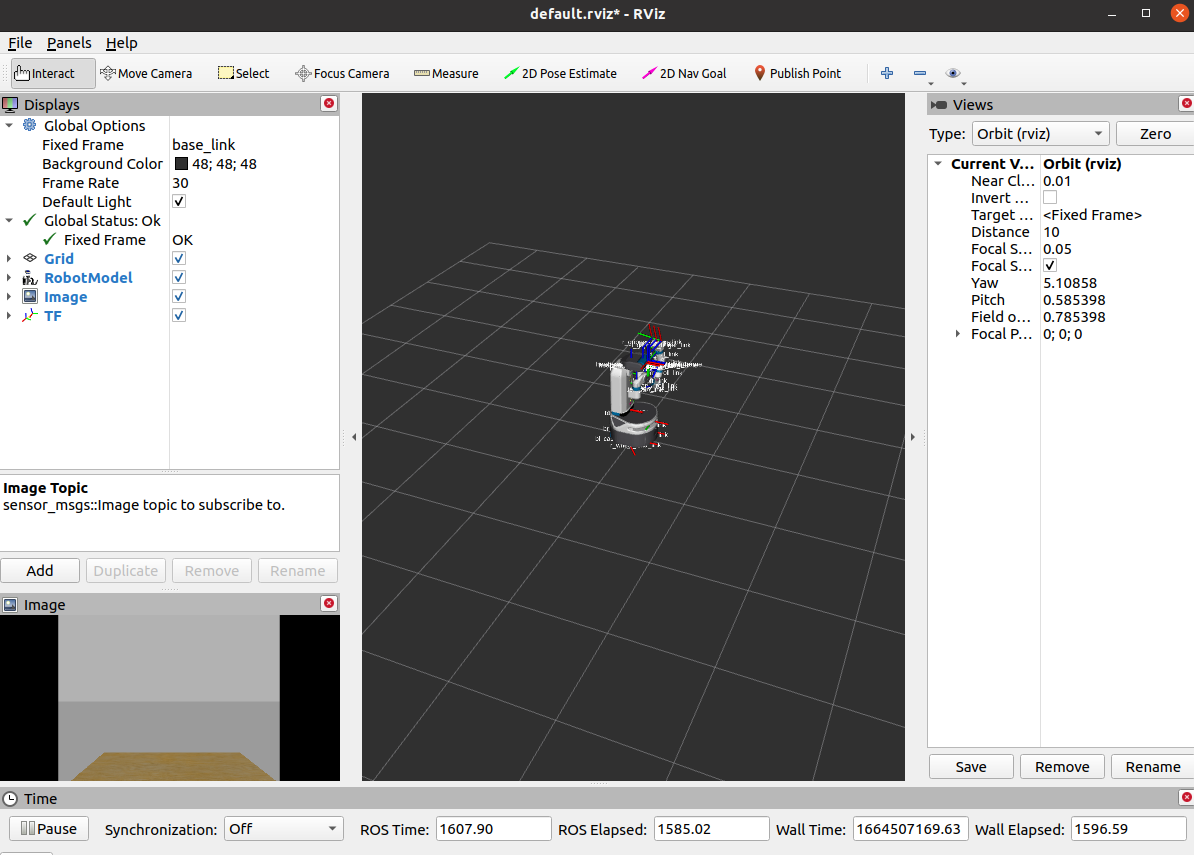 default.rviz* - RViz
File Panels Help
Interact Move Camera Select Focus Camera Measure 2D Pose Estimate 2D Nav Goal Publish Point
Displays
Global Options
Fixed Frame base_link
Background Color 48; 48; 48
Frame Rate 30
Default Light
Global Status: Ok
Fixed Frame OK
Grid
RobotModel
Image
TF
Image Topic
sensor_msgs::Image topic to subscribe to.
Add Duplicate Remove Rename
Image
Views
Type: Orbit (rviz) Zero
Current V... Orbit (rviz)
Near Cl... 0.01
Invert ...
Target ... <Fixed Frame>
Distance 10
Focal S... 0.05
Focal S...
Yaw 5.10858
Pitch 0.585398
Field o... 0.785398
Focal P... 0; 0; 0
Save Remove Rename
Time
Pause Synchronization: Off ROS Time: 1607.90 ROS Elapsed: 1585.02 Wall Time: 1664507169.63 Wall Elapsed: 1596.59